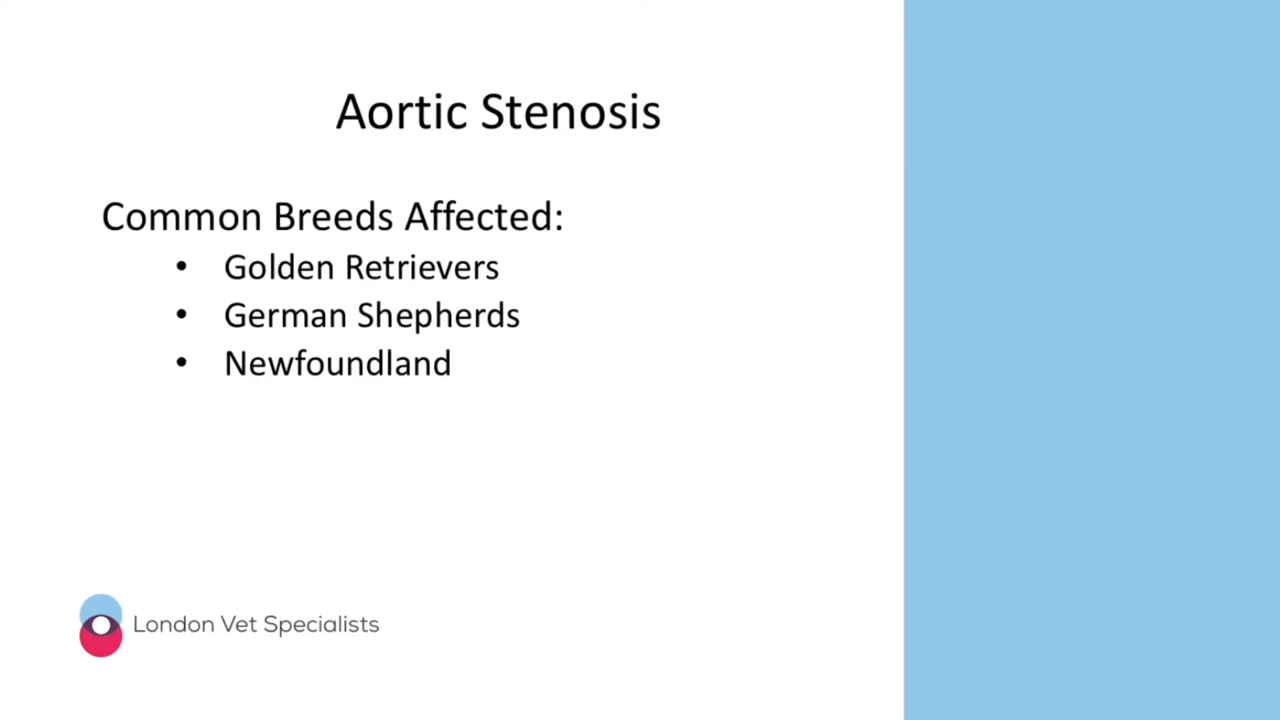 Aortic Stenosis
Common Breeds Affected:
• Golden Retrievers
• German Shepherds
• Newfoundland
London Vet Specialists